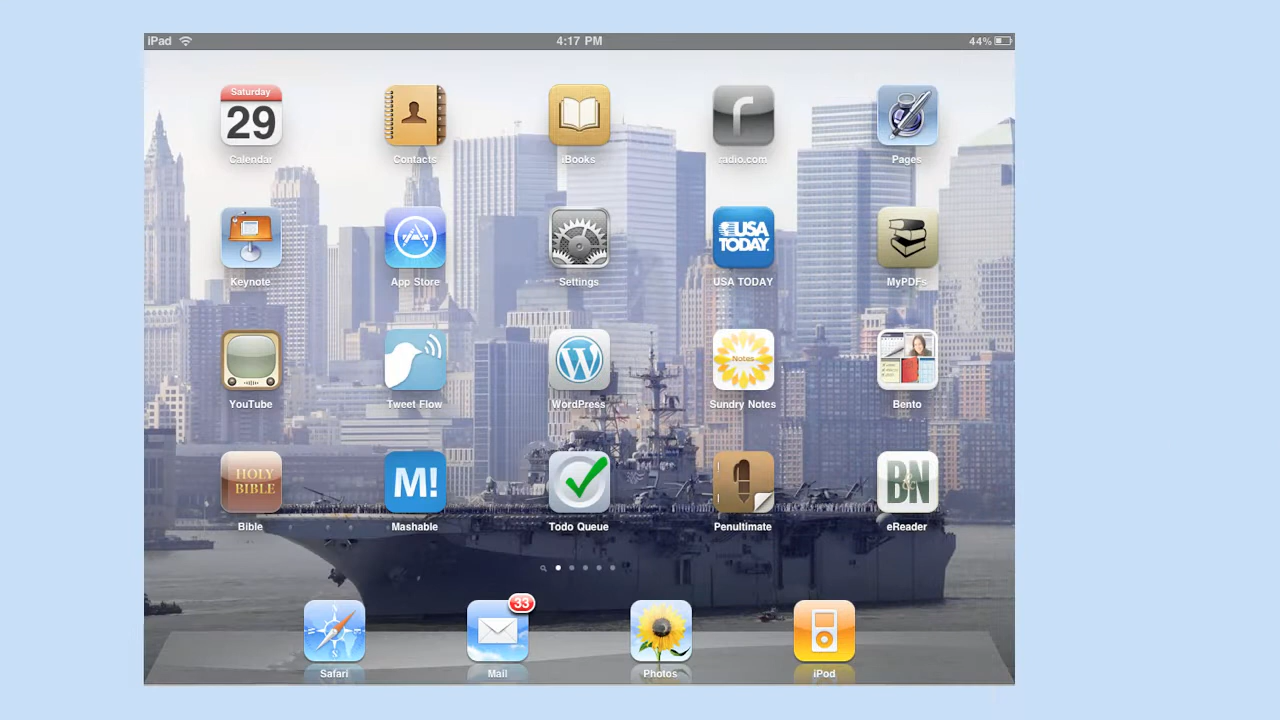 iPad 4:17 PM 44%
Saturday
29
Calendar Contacts iBooks radio.com Pages
USA
TODAY.
Keynote App Store Settings USA TODAY MyPDFs
Notes
YouTube Tweet Flow WordPress Sundry Notes Bento
HOLY
BIBLE M! B&N
Bible Mashable Todo Queue Penultimate eReader
33
Safari Mail Photos iPod